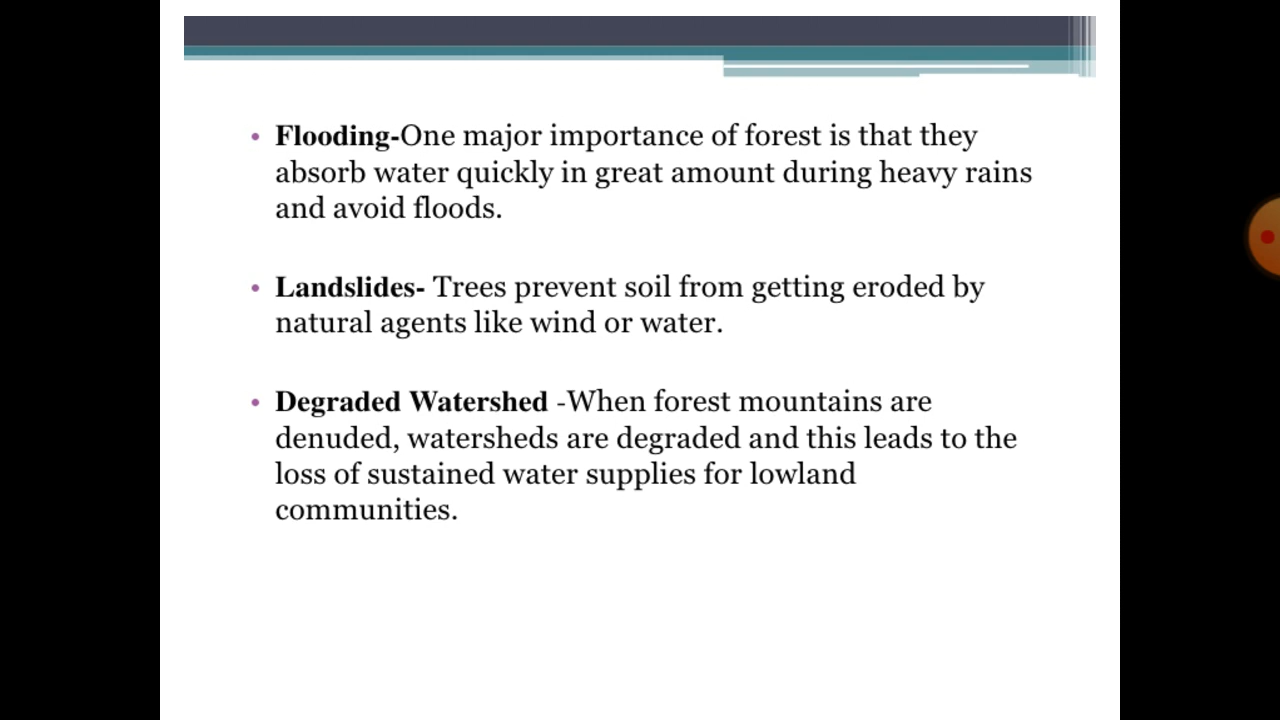 • Flooding-One major importance of forest is that they
absorb water quickly in great amount during heavy rains
and avoid floods.
• Landslides- Trees prevent soil from getting eroded by
natural agents like wind or water.
• Degraded Watershed -When forest mountains are
denuded, watersheds are degraded and this leads to the
loss of sustained water supplies for lowland
communities.